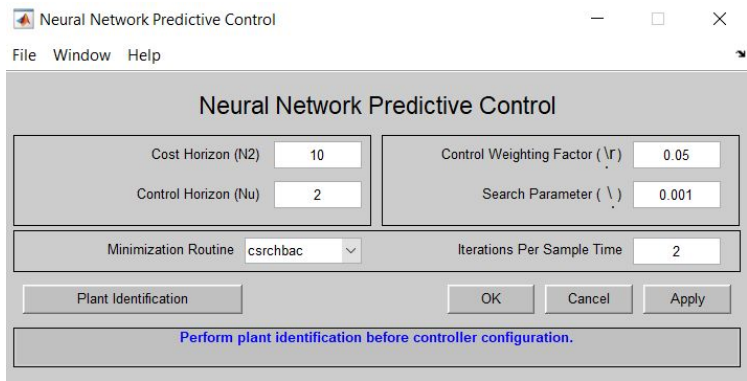 Neural Network Predictive Control
File Window Help
Neural Network Predictive Control
Cost Horizon (N2) 10
Control Weighting Factor ( \r ) 0.05
Control Horizon (Nu) 2
Search Parameter ( \ ) 0.001
Minimization Routine csrchbac
Iterations Per Sample Time 2
Plant Identification
OK Cancel Apply
Perform plant identification before controller configuration.